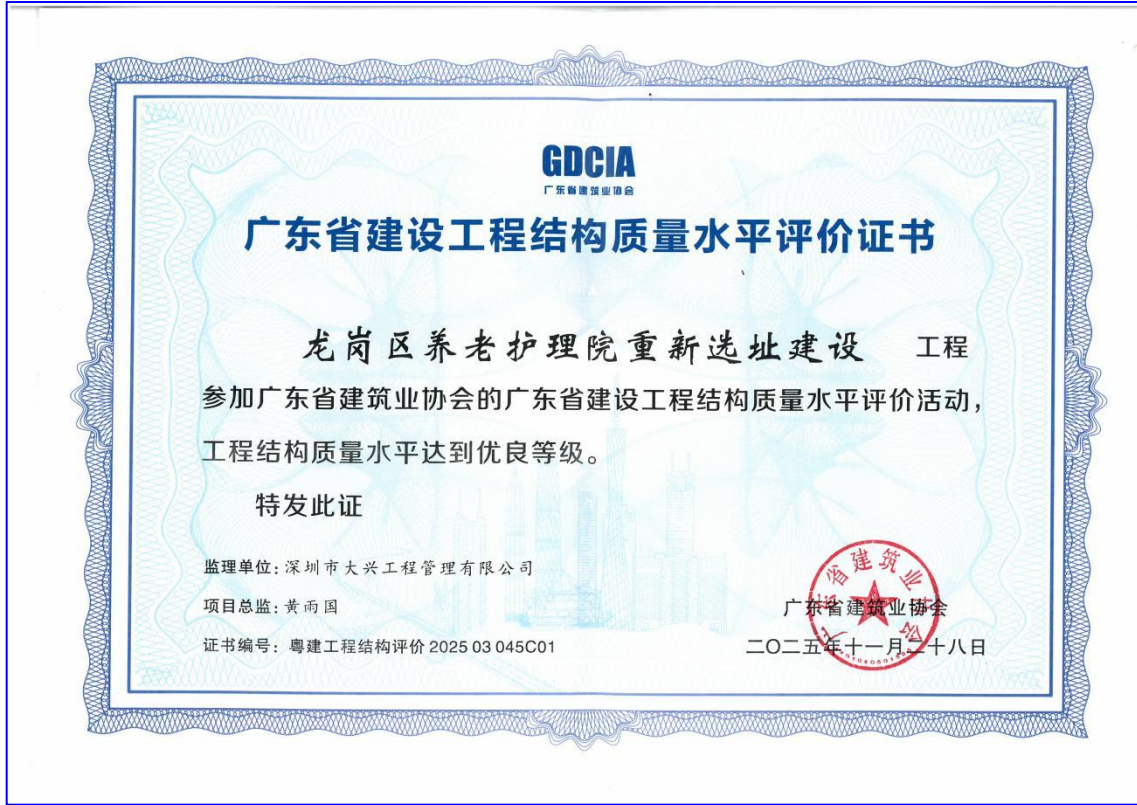 GDCIA
广东省建筑业协会
广东省建设工程结构质量水平评价证书
龙岗区养老护理院重新选址建设 工程
参加广东省建筑业协会的广东省建设工程结构质量水平评价活动，
工程结构质量水平达到优良等级。
特发此证
监理单位：深圳市大兴工程管理有限公司
项目总监：黄雨国
证书编号：粤建工程结构评价 2025 03 045C01
广东省建筑业协会
二〇二五年十一月二十八日
广东省建筑业协会